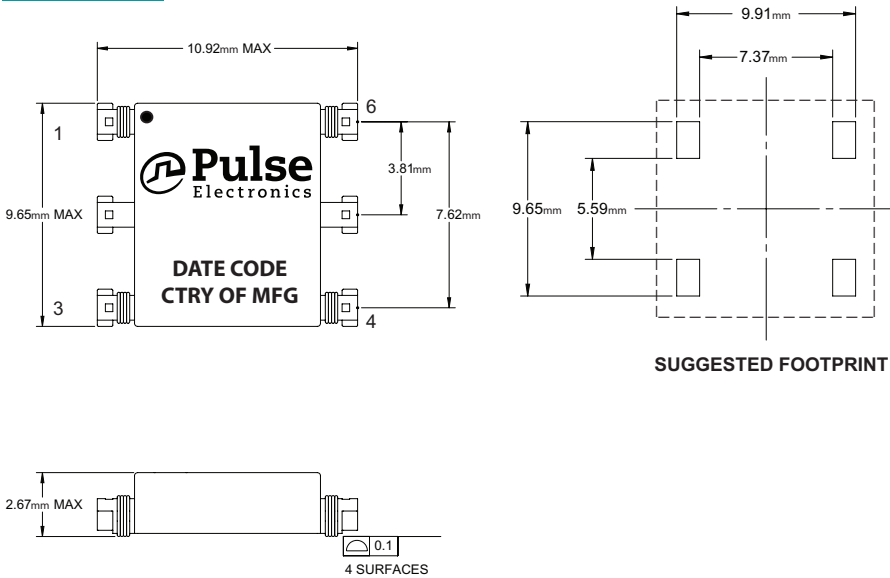 10.92mm MAX
1
6
9.65mm MAX
Pulse
Electronics
3.81mm
7.62mm
DATE CODE
CTRY OF MFG
3
4
9.91mm
7.37mm
9.65mm
5.59mm
SUGGESTED FOOTPRINT
2.67mm MAX
0.1
4 SURFACES